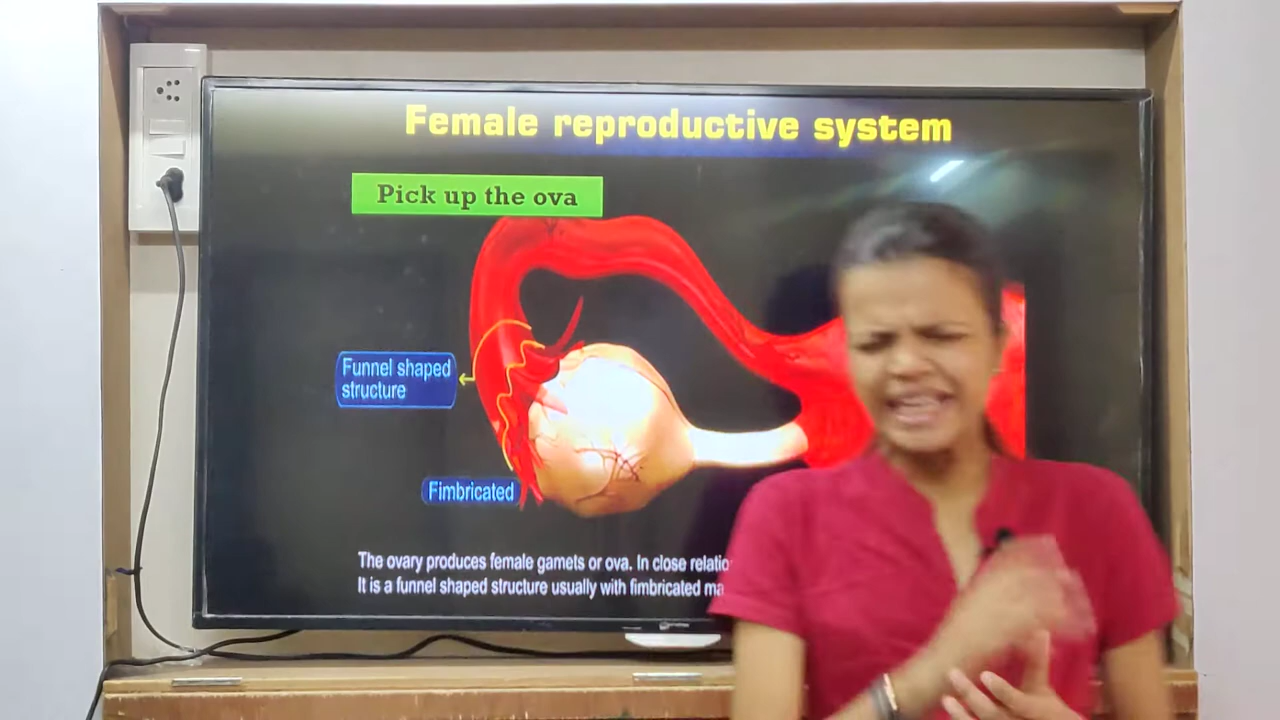 Female reproductive system
Pick up the ova
Funnel shaped
structure
Fimbricated
The ovary produces female gamets or ova. In close relatio
It is a funnel shaped structure usually with fimbricated ma